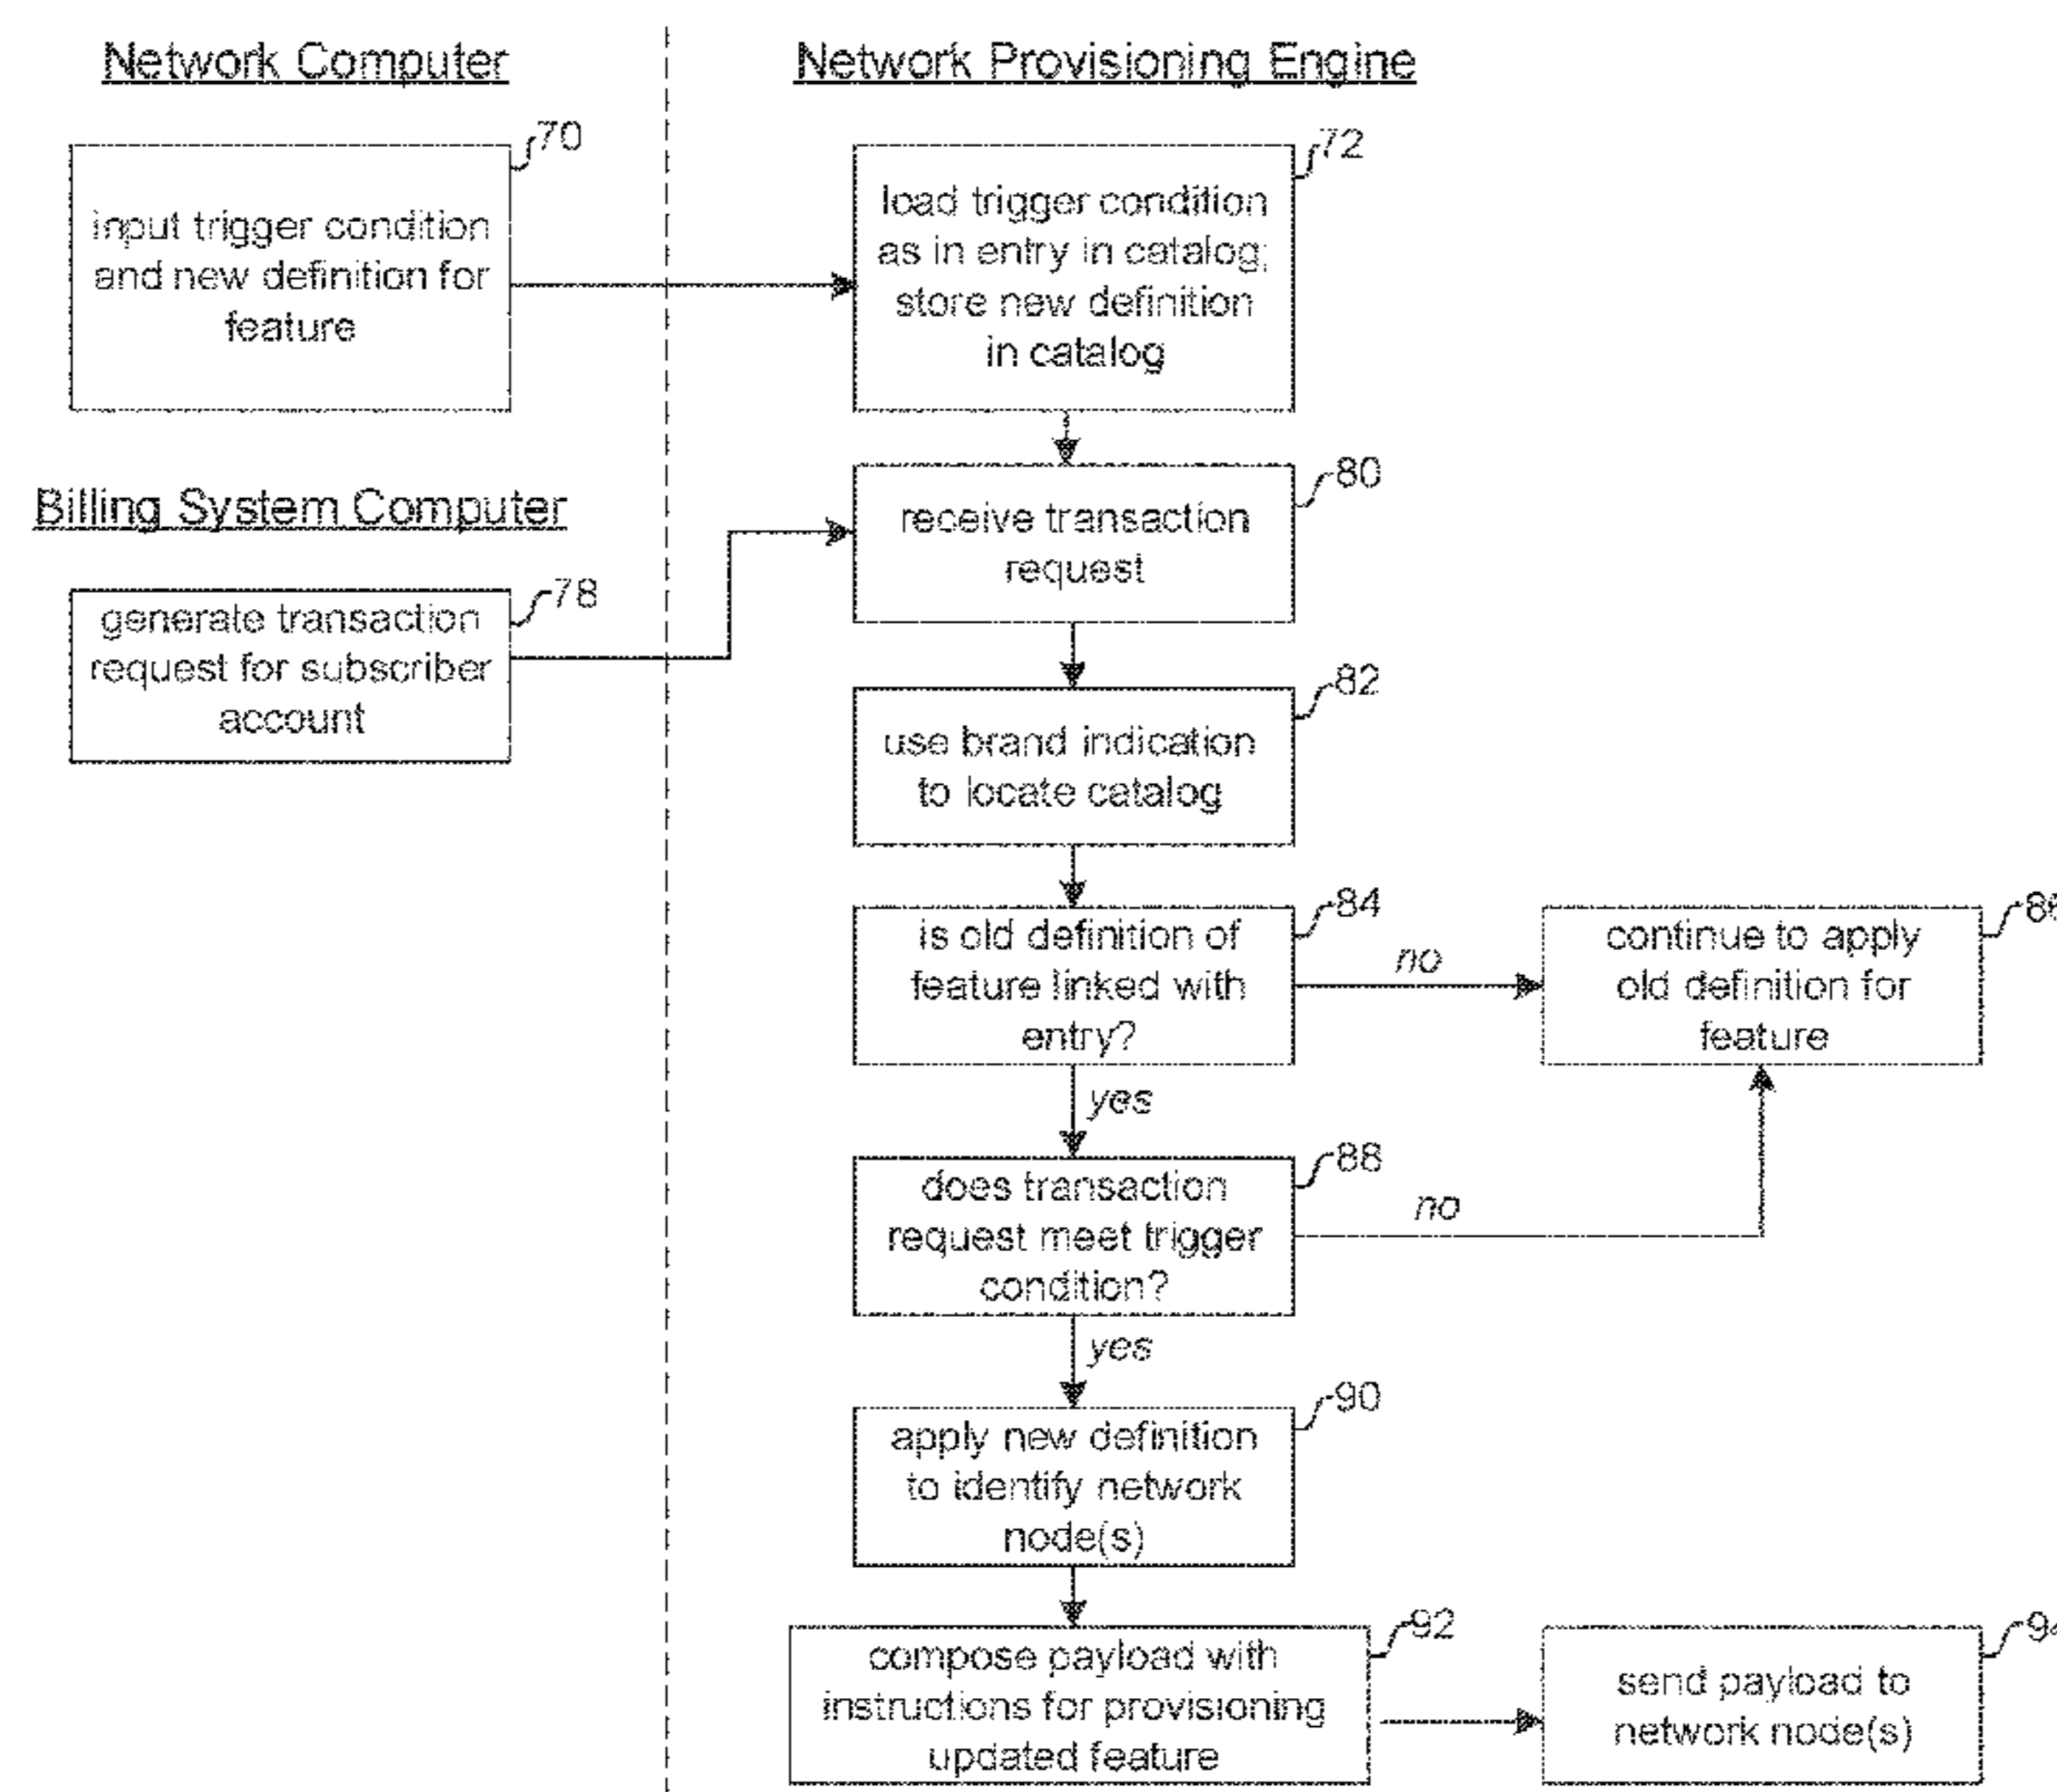 Network Computer
Network Provisioning Engine
70
input trigger condition
and new definition for
feature
72
load trigger condition
as in entry in catalog;
store new definition
in catalog
Billing System Computer
78
generate transaction
request for subscriber
account
80
receive transaction
request
82
use brand indication
to locate catalog
84
is old definition of
feature linked with
entry?
no
continue to apply
old definition for
feature
yes
88
does transaction
request meet trigger
condition?
no
yes
90
apply new definition
to identify network
node(s)
92
compose payload with
instructions for provisioning
updated feature
send payload to
network node(s)